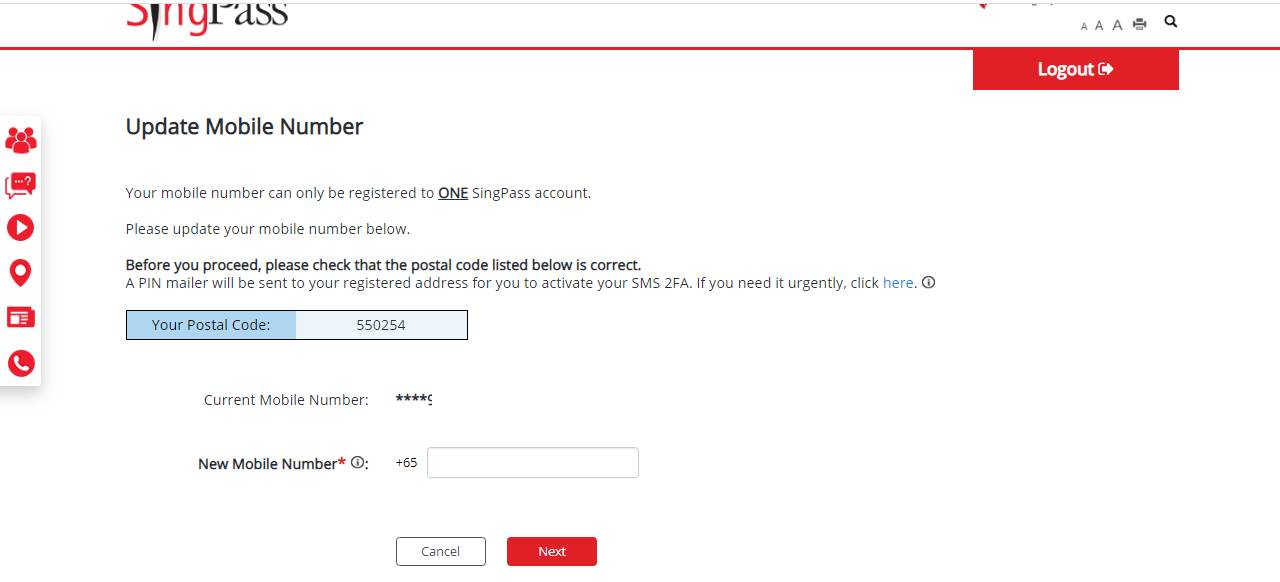 SingPass
A A A
Logout
Update Mobile Number
Your mobile number can only be registered to ONE SingPass account.
Please update your mobile number below.
Before you proceed, please check that the postal code listed below is correct.
A PIN mailer will be sent to your registered address for you to activate your SMS 2FA. If you need it urgently, click here.
Your Postal Code: 550254
Current Mobile Number: ****9
New Mobile Number* : +65
Cancel Next